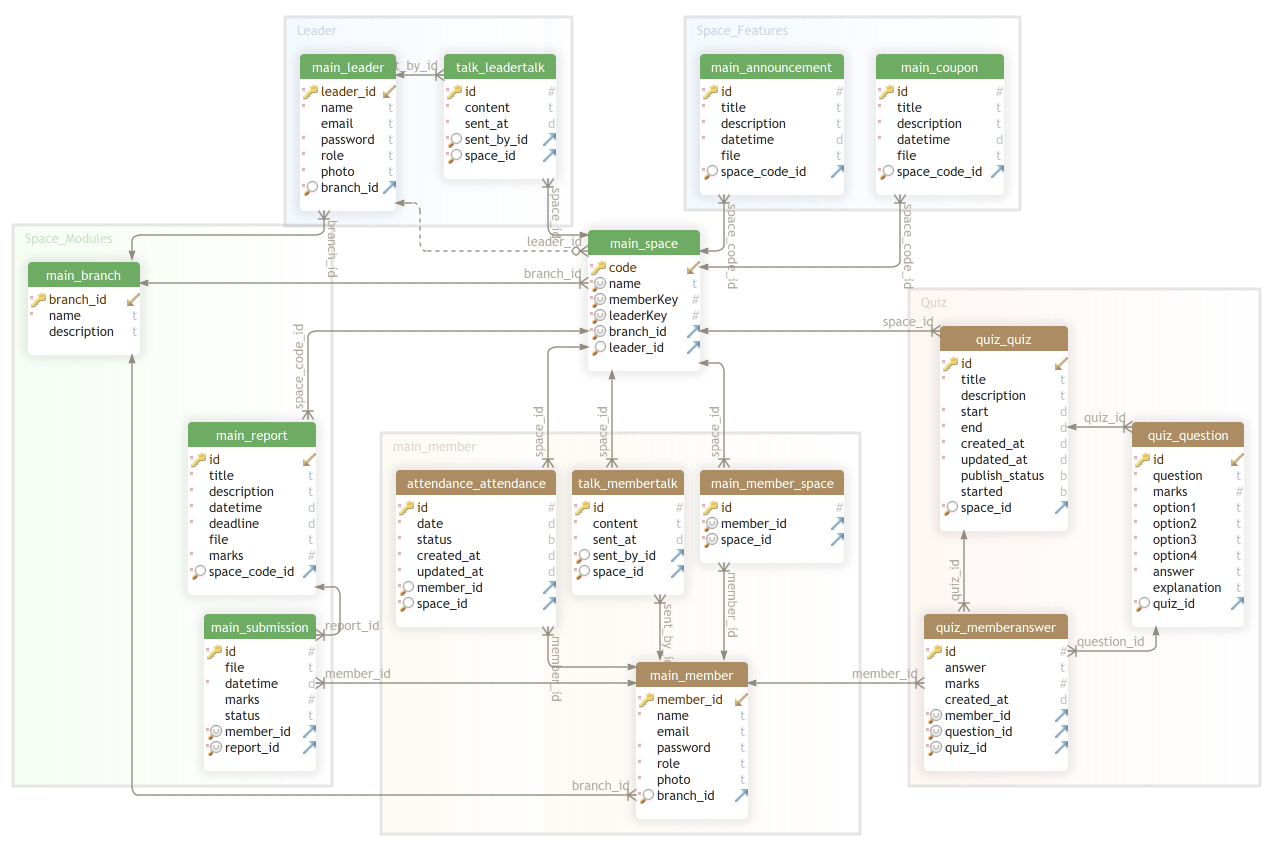 Leader
main_leader
leader_id
name t
email t
password t
role t
photo t
branch_id
t_by_id
talk_leadertalk
id #
content t
sent_at d
sent_by_id
space_id
Space_Features
main_announcement
id #
title t
description t
datetime d
file t
space_code_id
main_coupon
id #
title t
description t
datetime d
file t
space_code_id
space_id
space_code_id
space_code_id
branch_id
leader_id
branch_id
Space_Modules
main_branch
branch_id
name t
description t
main_space
code
name t
memberKey #
leaderKey #
branch_id
leader_id
space_id
Quiz
quiz_quiz
id
title t
description t
start d
end d
created_at d
updated_at d
publish_status b
started b
space_id
quiz_id
quiz_question
id
question t
marks #
option1 t
option2 t
option3 t
option4 t
answer t
explanation t
quiz_id
space_code_id
main_report
id
title t
description t
datetime d
deadline d
file t
marks #
space_code_id
report_id
main_submission
id #
file t
datetime d
marks #
status t
member_id
report_id
member_id
space_id
space_id
space_id
main_member
attendance_attendance
id #
date d
status b
created_at d
updated_at d
member_id
space_id
talk_membertalk
id #
content t
sent_at d
sent_by_id
space_id
main_member_space
id #
member_id
space_id
member_id
sent_by_id
member_id
main_member
member_id
name t
email t
password t
role t
photo t
branch_id
branch_id
member_id
quiz_id
quiz_memberanswer
id #
answer t
marks #
created_at d
member_id
question_id
quiz_id
question_id